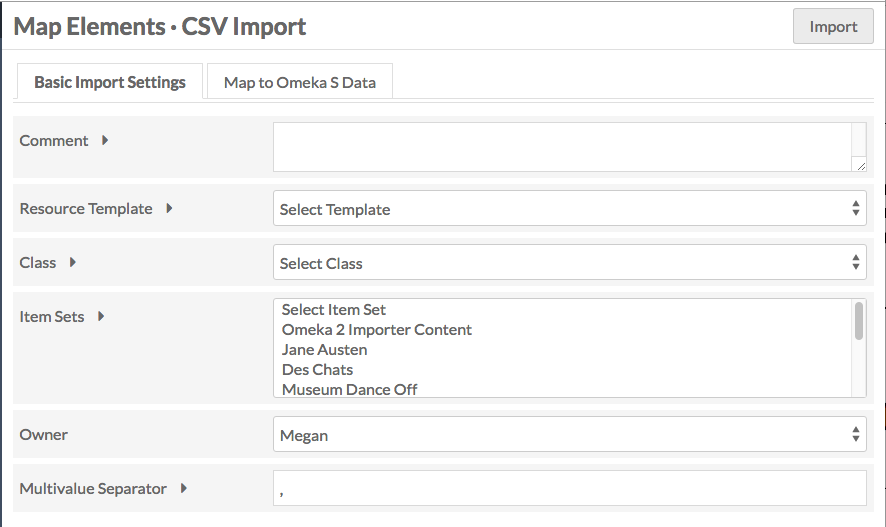 Map Elements · CSV Import
Import
Basic Import Settings
Map to Omeka S Data
Comment
Resource Template
Select Template
Class
Select Class
Item Sets
Select Item Set
Omeka 2 Importer Content
Jane Austen
Des Chats
Museum Dance Off
Owner
Megan
Multivalue Separator
,